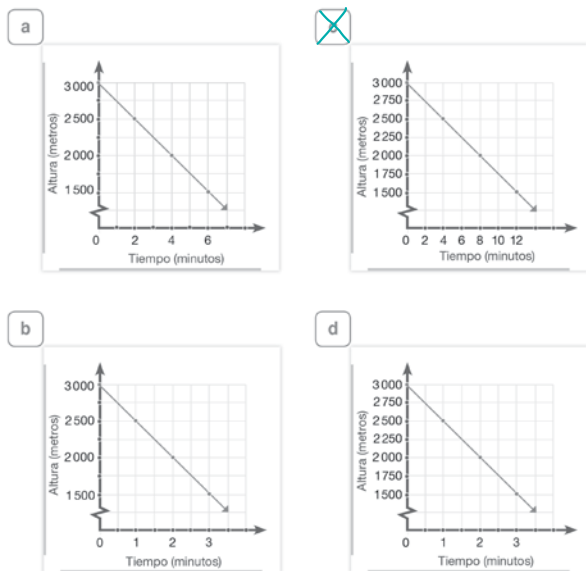 a
3000
2500
2000
1500
Altura (metros)
0 2 4 6
Tiempo (minutos)
c
3000
2750
2500
2250
2000
1750
1500
Altura (metros)
0 2 4 6 8 10 12
Tiempo (minutos)
b
3000
2500
2000
1500
Altura (metros)
0 1 2 3
Tiempo (minutos)
d
3000
2750
2500
2250
2000
1750
1500
Altura (metros)
0 1 2 3
Tiempo (minutos)